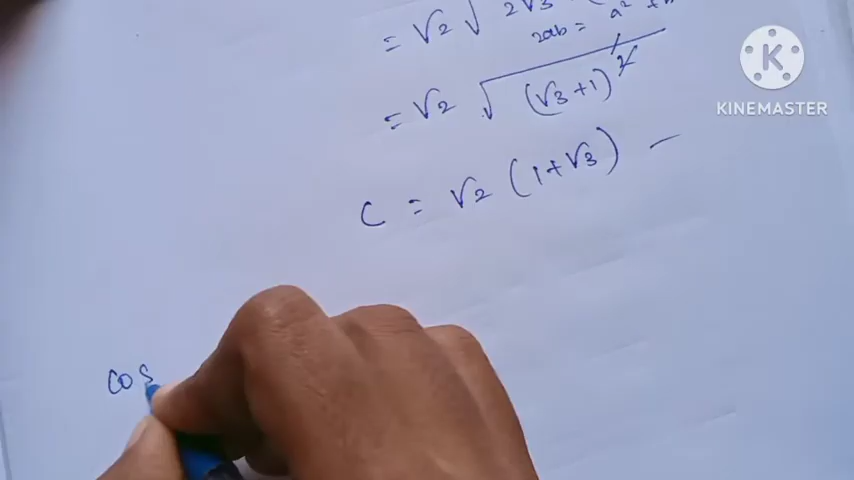 = √2 √ 2√3
2ab = a² +
= √2 √(√3+1)²
C = √2 (1+√3) —
cos
KINEMASTER